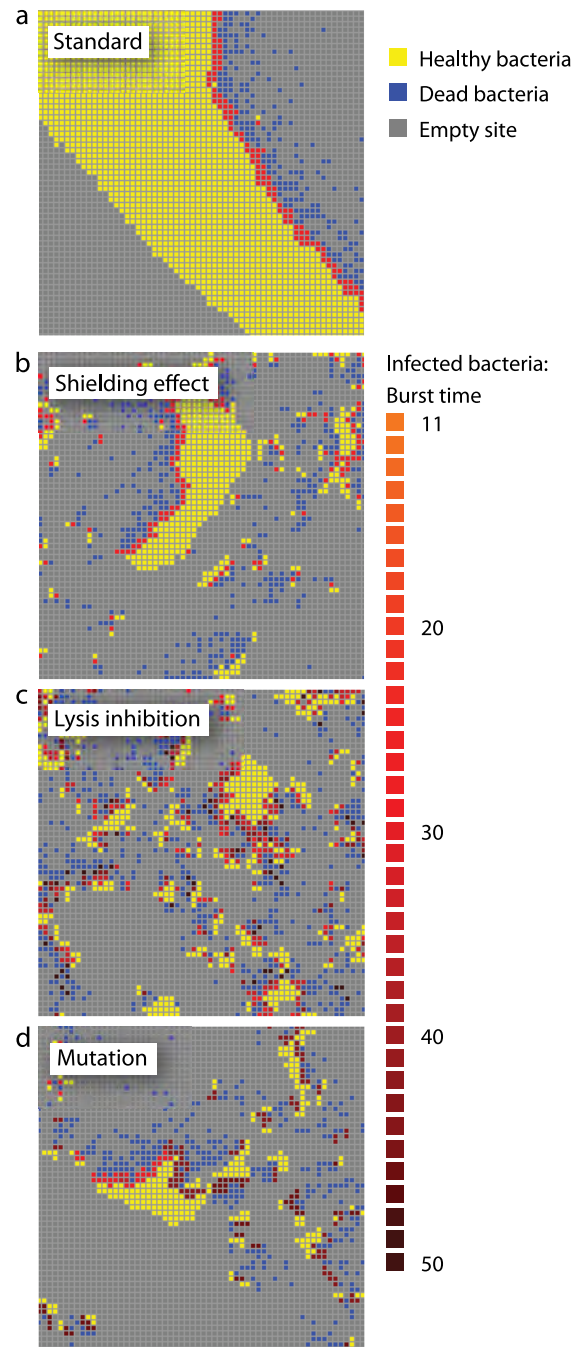 a
Standard
Healthy bacteria
Dead bacteria
Empty site
b
Shielding effect
Infected bacteria:
Burst time
11
20
30
40
50
c
Lysis inhibition
d
Mutation